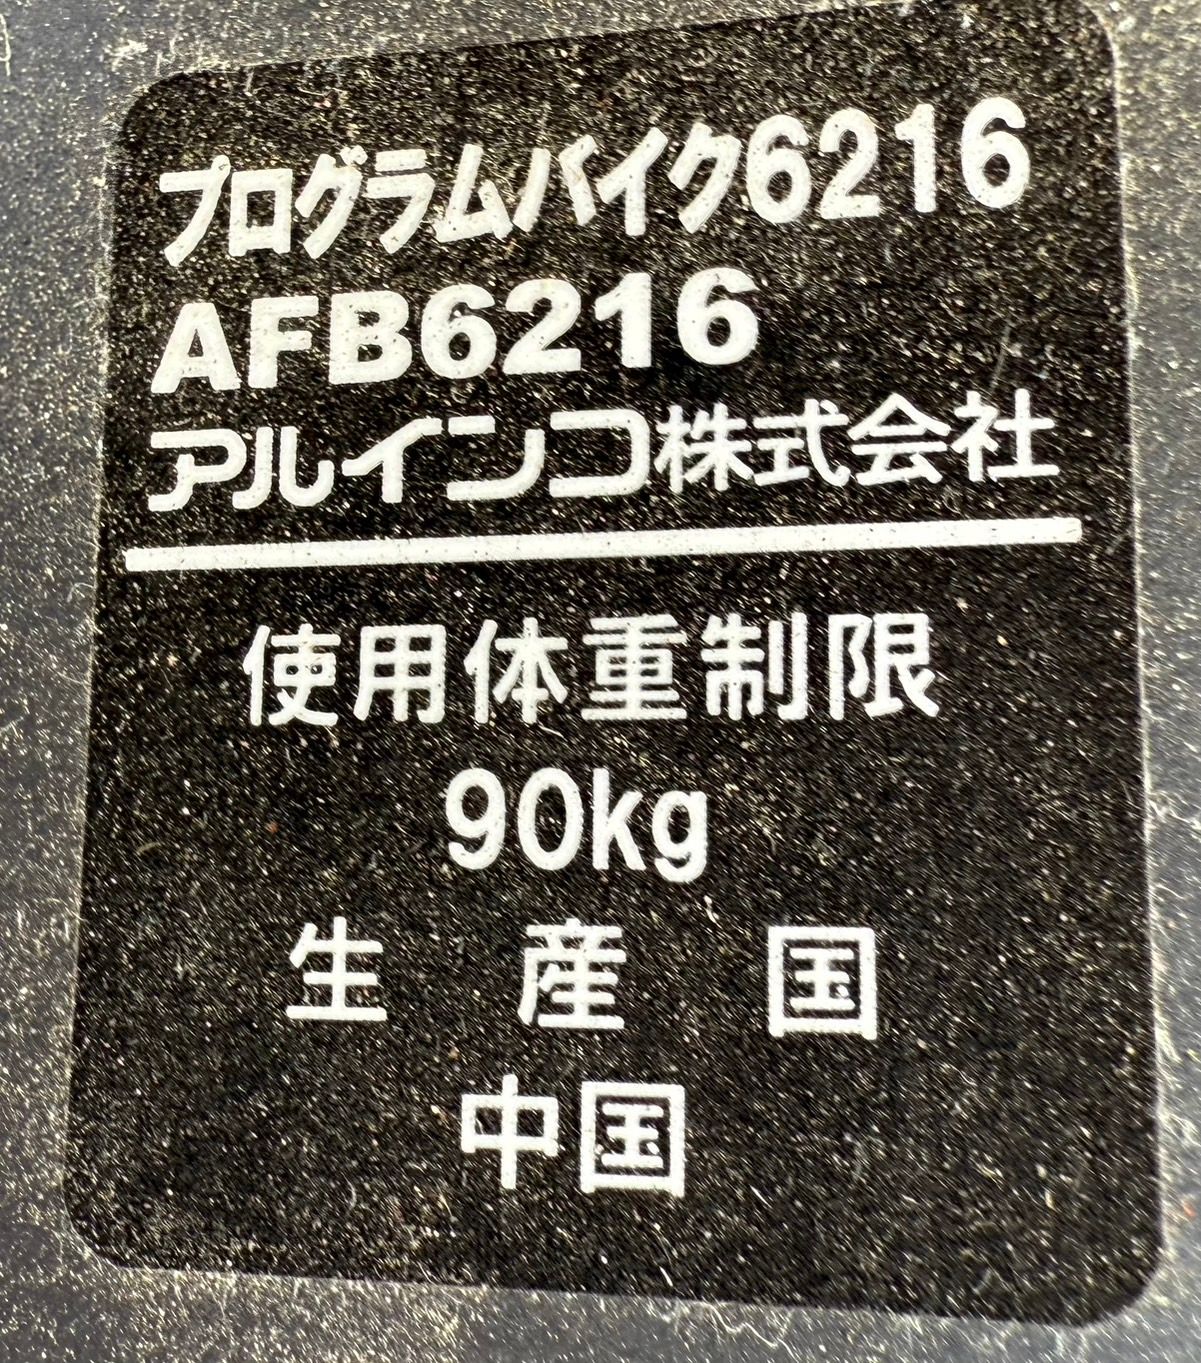 プログラムバイク6216
AFB6216
アルインコ株式会社
使用体重制限
90kg
生産国
中国